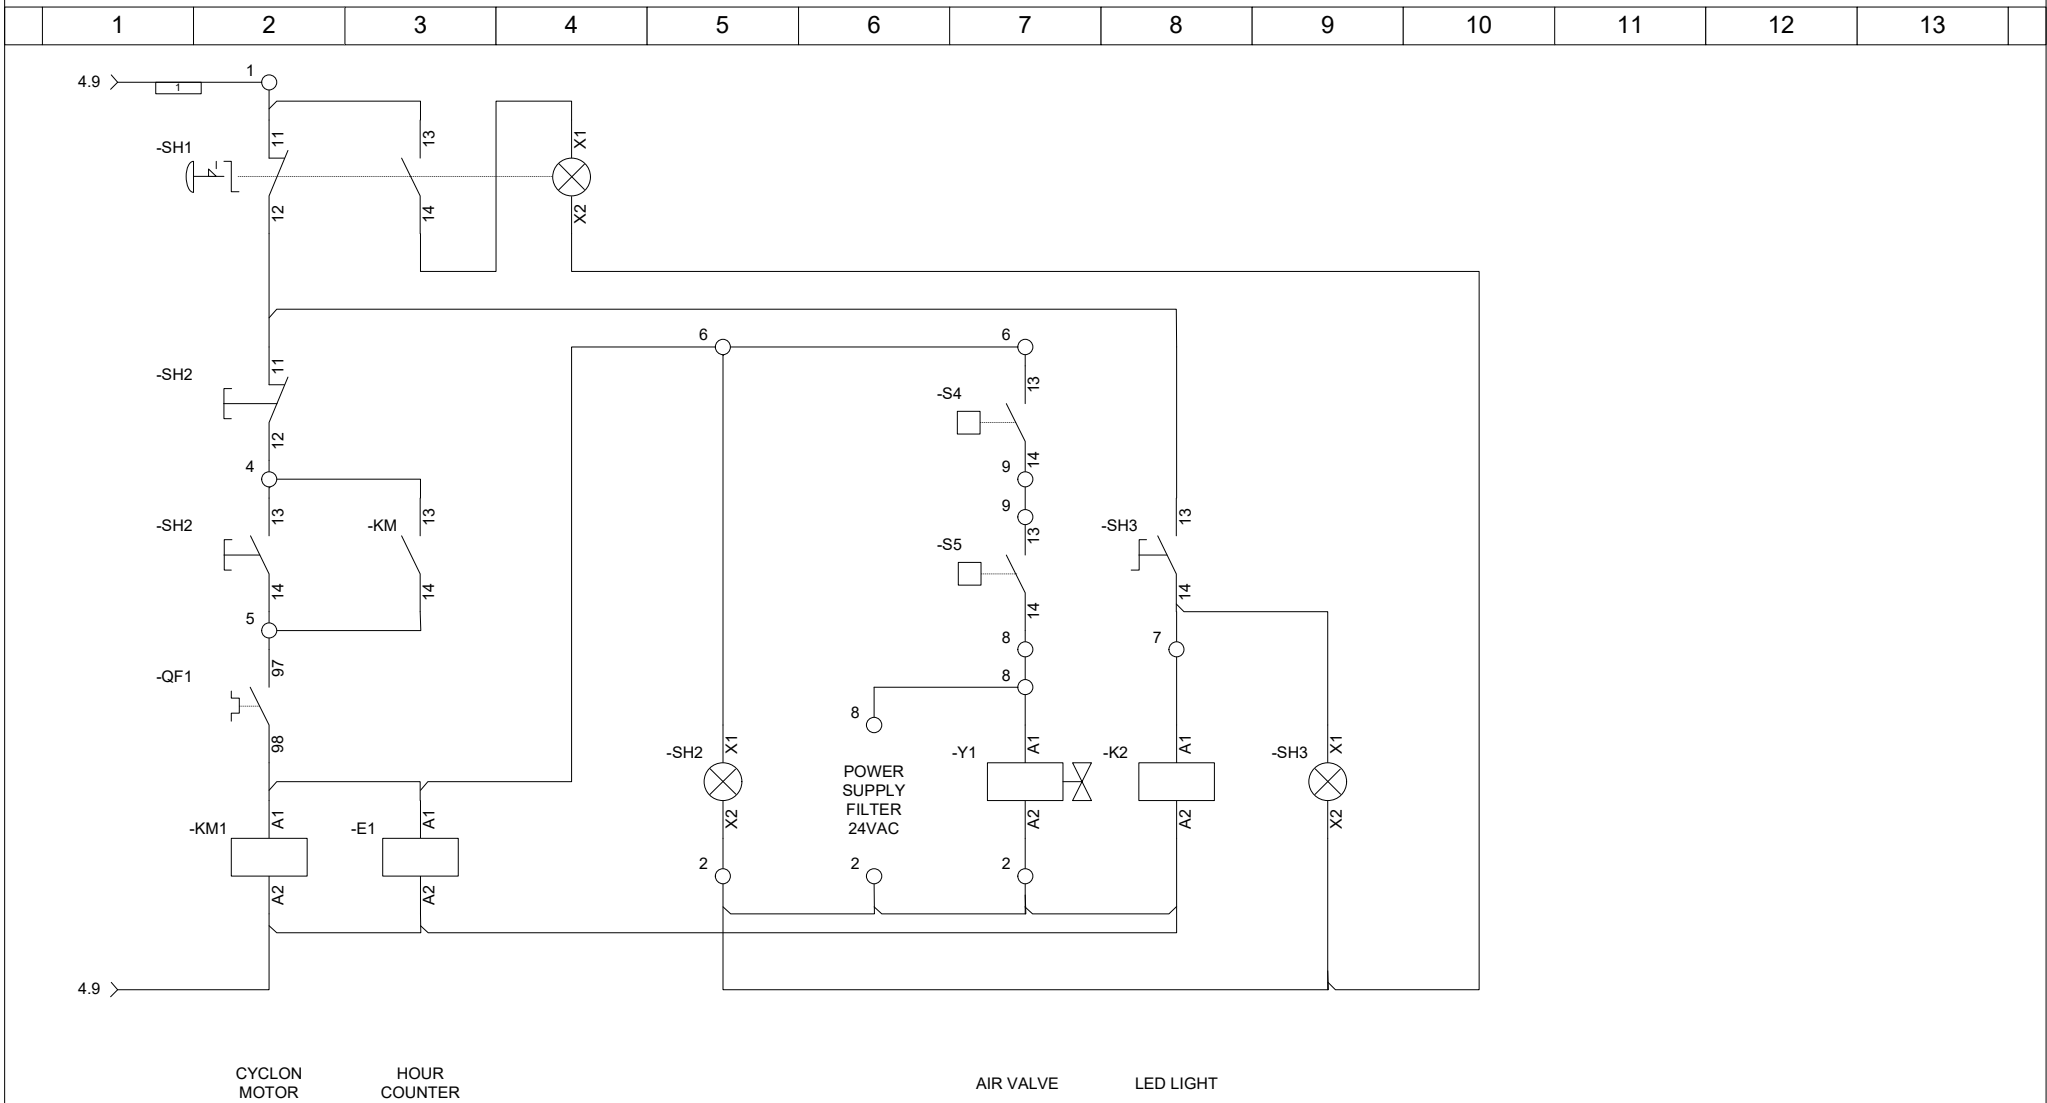 1 2 3 4 5 6 7 8 9 10 11 12 13
4.9 1 1
11 13 X1
-SH1
12 14 X2
6 6
11 13
-SH2 -S4
12 14
4 9
9
13 13 13 13
-SH2 -KM -S5 -SH3
14 14 14 14
5 8 7
97 8
-QF1
8
98 X1 A1 A1 X1
-SH2 -Y1 -K2 -SH3
POWER
SUPPLY
FILTER
24VAC
A1 A1 X2 A2 A2 X2
-KM1 -E1
2 2 2
A2 A2
4.9
CYCLON
MOTOR
HOUR
COUNTER
AIR VALVE
LED LIGHT